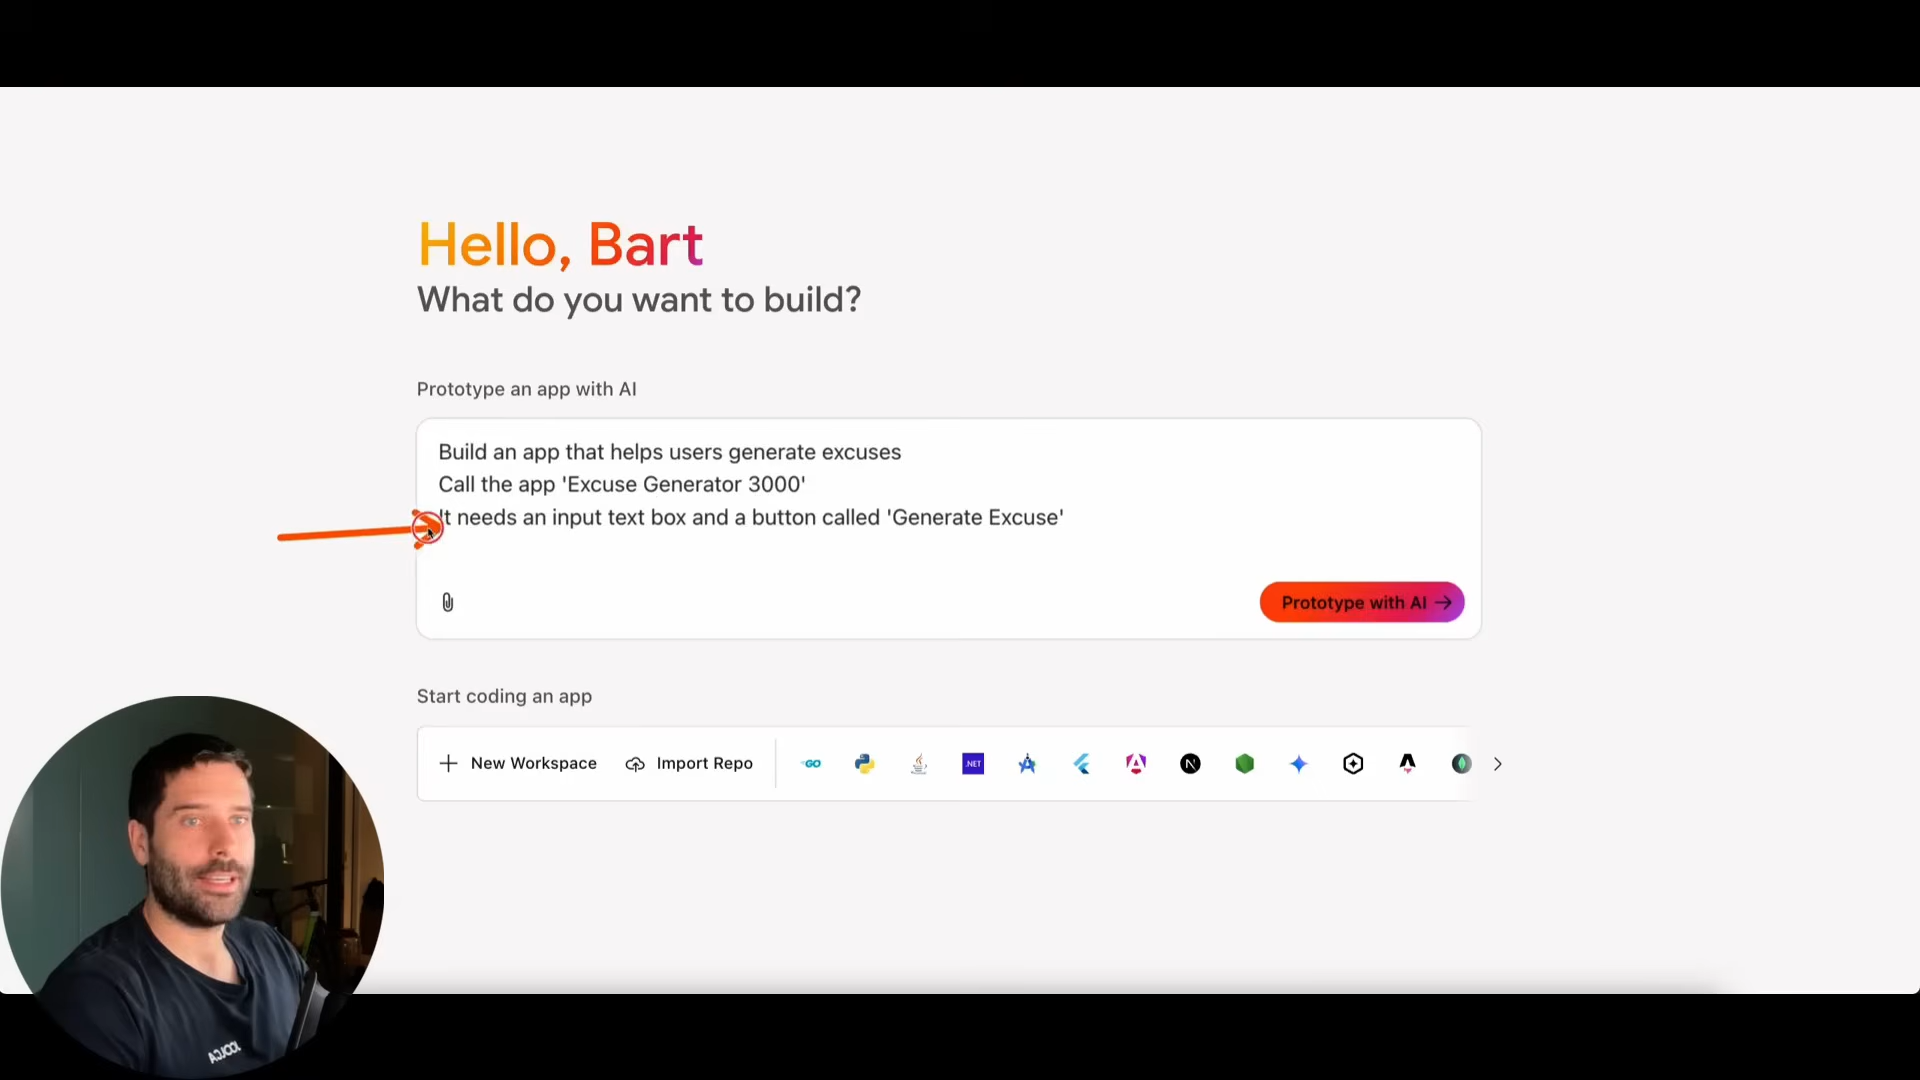 Hello, Bart
What do you want to build?
Prototype an app with AI
Build an app that helps users generate excuses
Call the app 'Excuse Generator 3000'
It needs an input text box and a button called 'Generate Excuse'
Prototype with AI
Start coding an app
New Workspace
Import Repo
GO
.NET
N